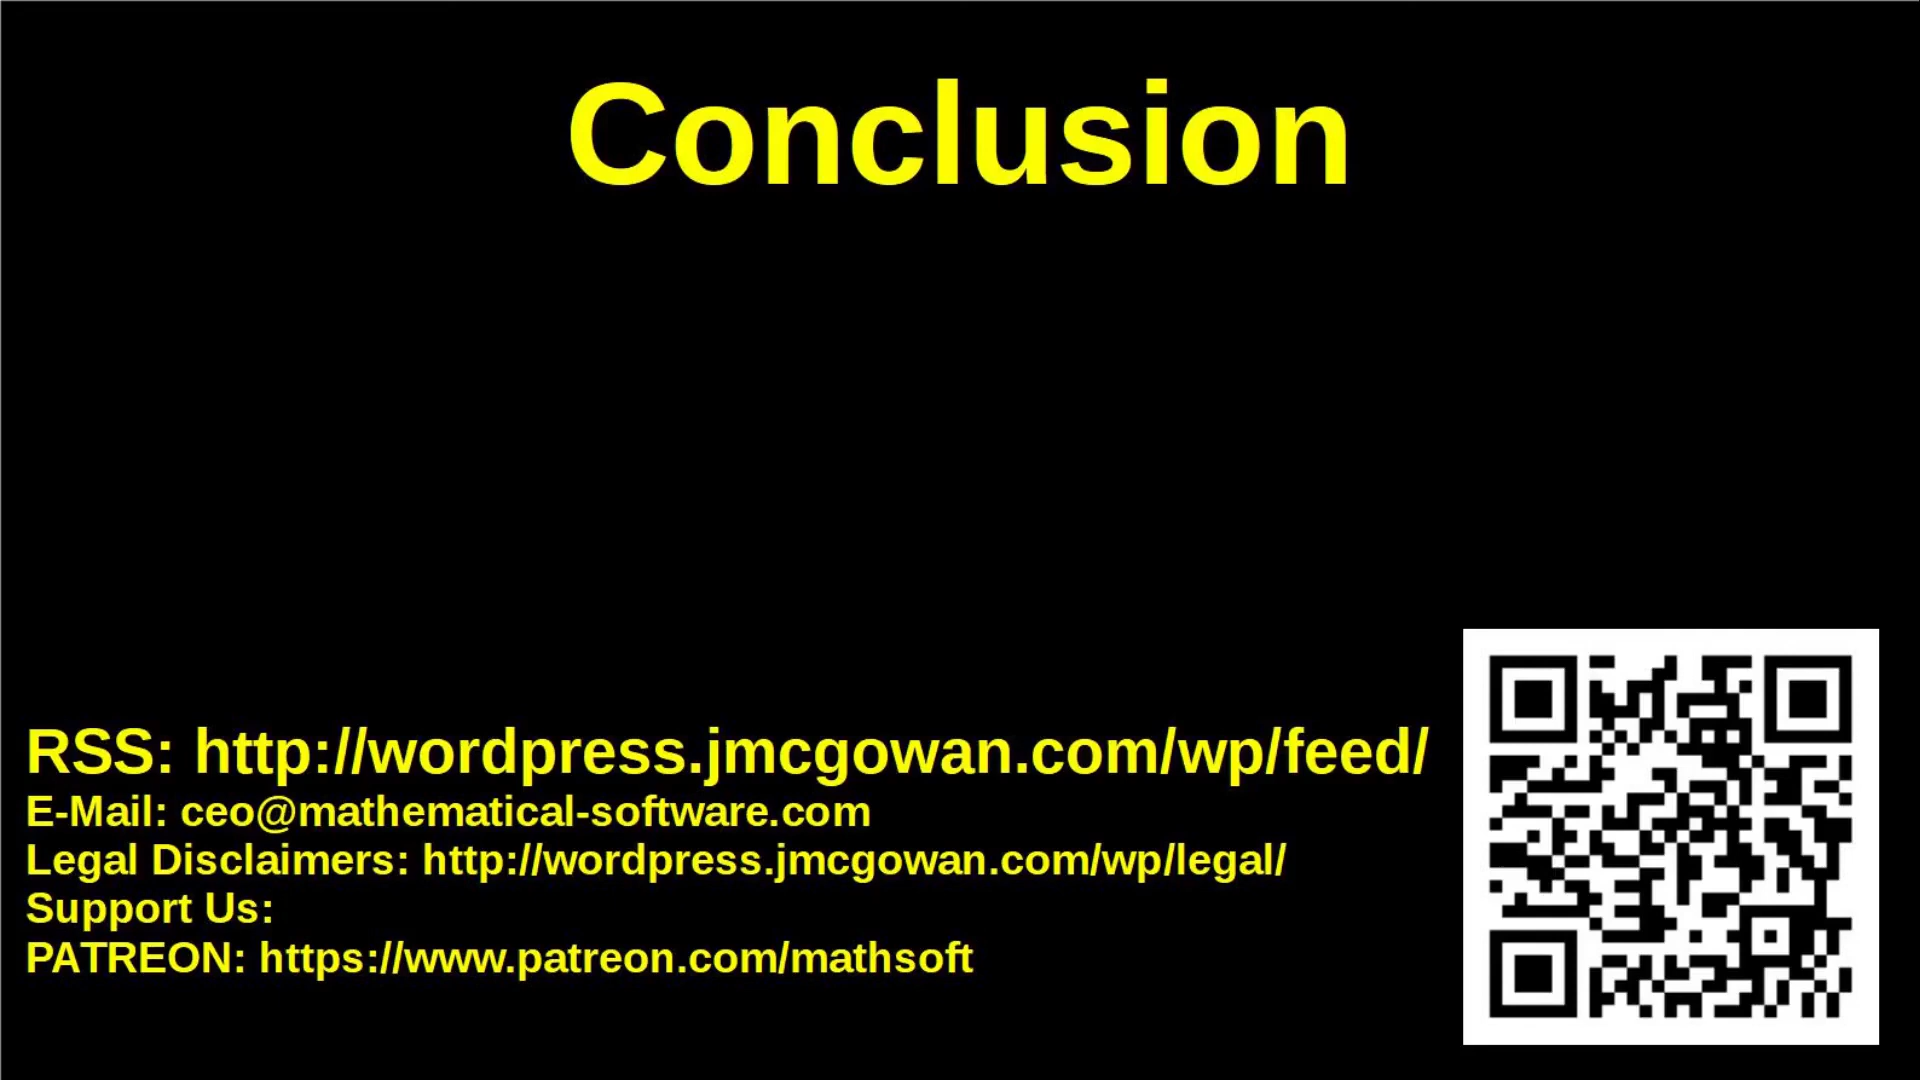 Conclusion
RSS: http://wordpress.jmcgowan.com/wp/feed/
E-Mail: ceo@mathematical-software.com
Legal Disclaimers: http://wordpress.jmcgowan.com/wp/legal/
Support Us:
PATREON: https://www.patreon.com/mathsoft